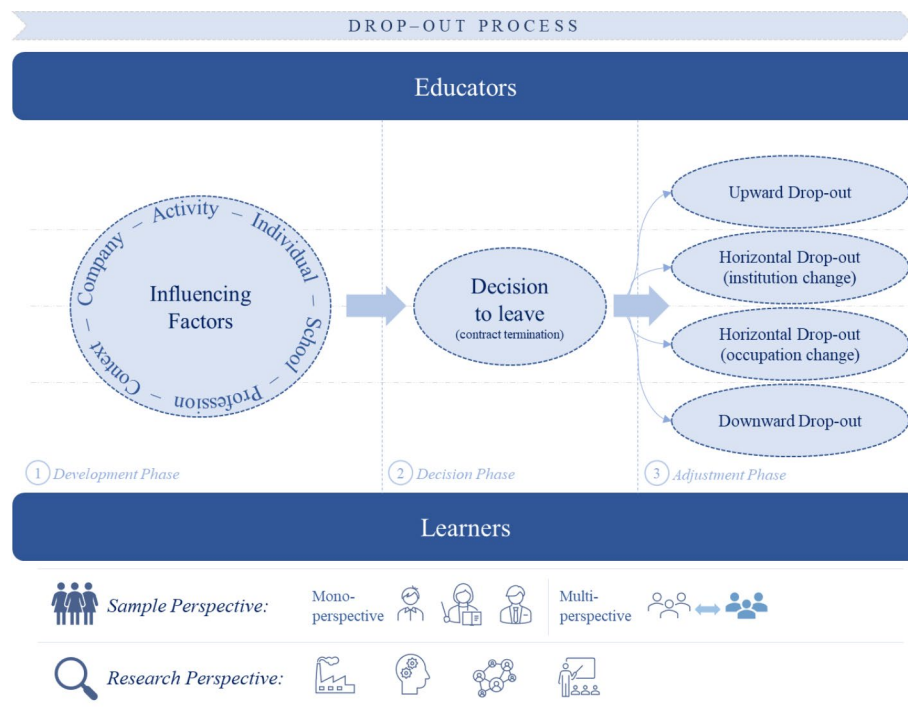 DROP–OUT PROCESS
Educators
Company – Activity – Individual – School – Profession – Context –
Influencing
Factors
Decision
to leave
(contract termination)
Upward Drop-out
Horizontal Drop-out
(institution change)
Horizontal Drop-out
(occupation change)
Downward Drop-out
1 Development Phase
2 Decision Phase
3 Adjustment Phase
Learners
Sample Perspective:
Mono-
perspective
Multi-
perspective
Research Perspective: